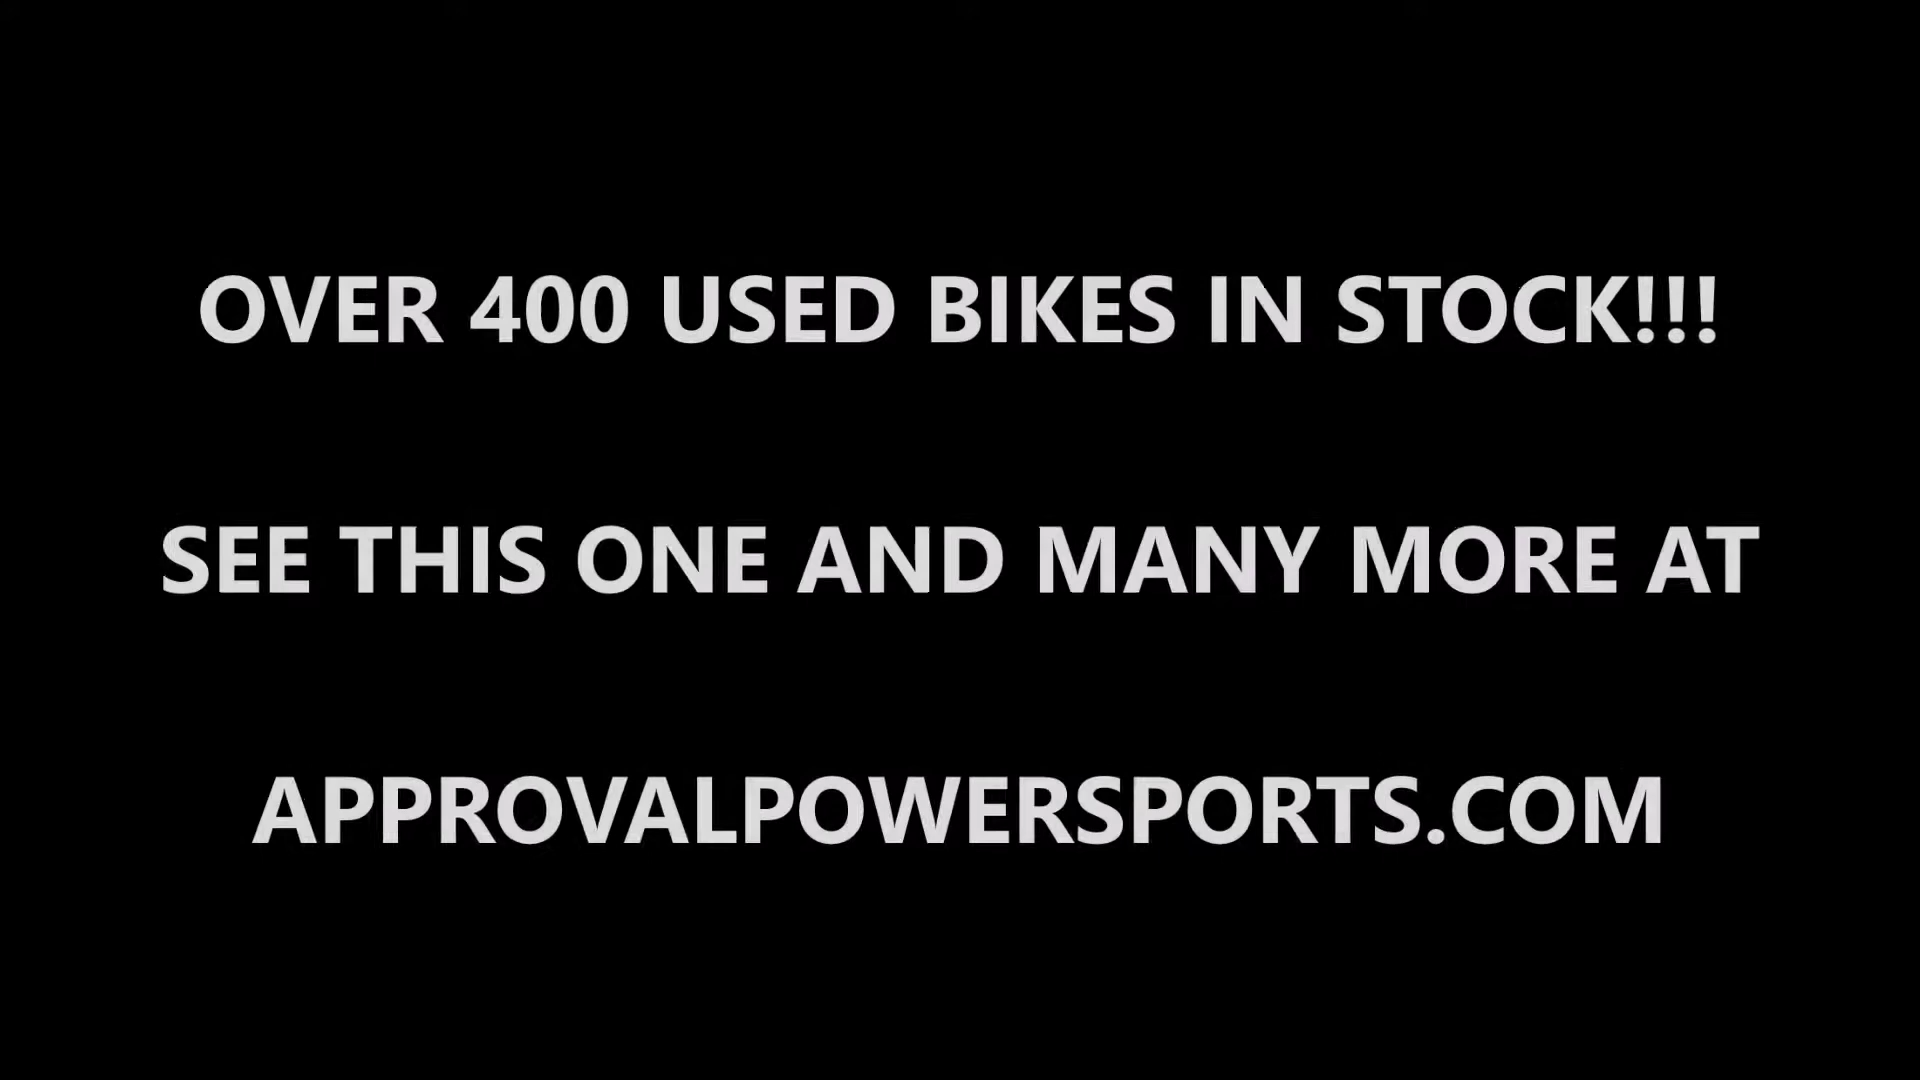 OVER 400 USED BIKES IN STOCK!!!
SEE THIS ONE AND MANY MORE AT
APPROVALPOWERSPORTS.COM